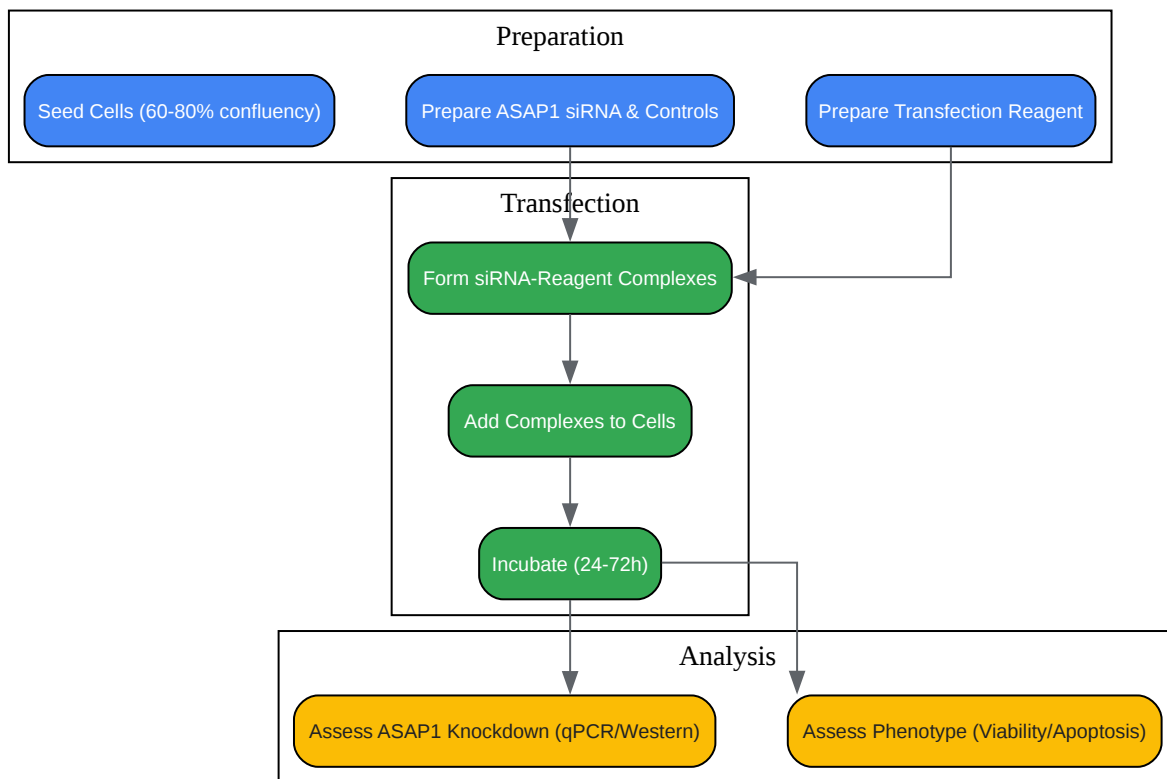 Preparation
Seed Cells (60-80% confluency)
Prepare ASAP1 siRNA & Controls
Prepare Transfection Reagent
Transfection
Form siRNA-Reagent Complexes
Add Complexes to Cells
Incubate (24-72h)
Analysis
Assess ASAP1 Knockdown (qPCR/Western)
Assess Phenotype (Viability/Apoptosis)